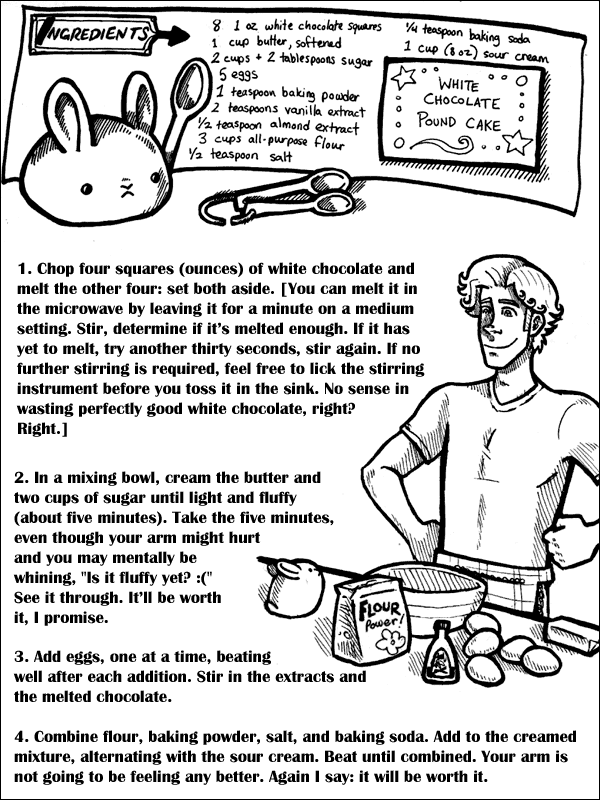 INGREDIENTS
8 1 oz white chocolate squares
1 cup butter, softened
2 cups + 2 tablespoons sugar
5 eggs
1 teaspoon baking powder
2 teaspoons vanilla extract
1/2 teaspoon almond extract
3 cups all-purpose flour
1/2 teaspoon salt
1/4 teaspoon baking soda
1 cup (8 oz) sour cream
WHITE
CHOCOLATE
POUND CAKE
1. Chop four squares (ounces) of white chocolate and
melt the other four: set both aside. [You can melt it in
the microwave by leaving it for a minute on a medium
setting. Stir, determine if it's melted enough. If it has
yet to melt, try another thirty seconds, stir again. If no
further stirring is required, feel free to lick the stirring
instrument before you toss it in the sink. No sense in
wasting perfectly good white chocolate, right?
Right.]
2. In a mixing bowl, cream the butter and
two cups of sugar until light and fluffy
(about five minutes). Take the five minutes,
even though your arm might hurt
and you may mentally be
whining, "Is it fluffy yet? :("
See it through. It'll be worth
it, I promise.
FLOUR
Power!
3. Add eggs, one at a time, beating
well after each addition. Stir in the extracts and
the melted chocolate.
4. Combine flour, baking powder, salt, and baking soda. Add to the creamed
mixture, alternating with the sour cream. Beat until combined. Your arm is
not going to be feeling any better. Again I say: it will be worth it.